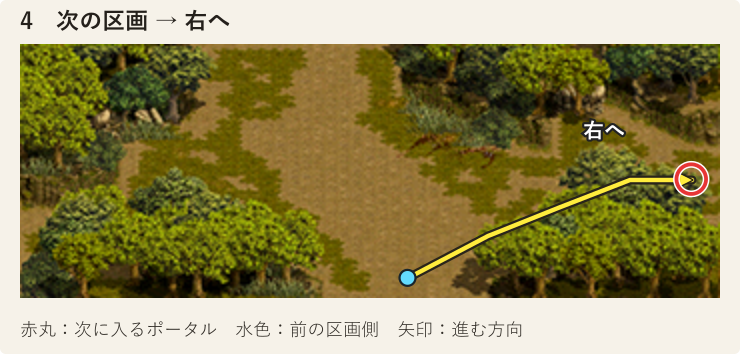 4　次の区画 → 右へ
右へ
赤丸：次に入るポータル　水色：前の区画側　矢印：進む方向